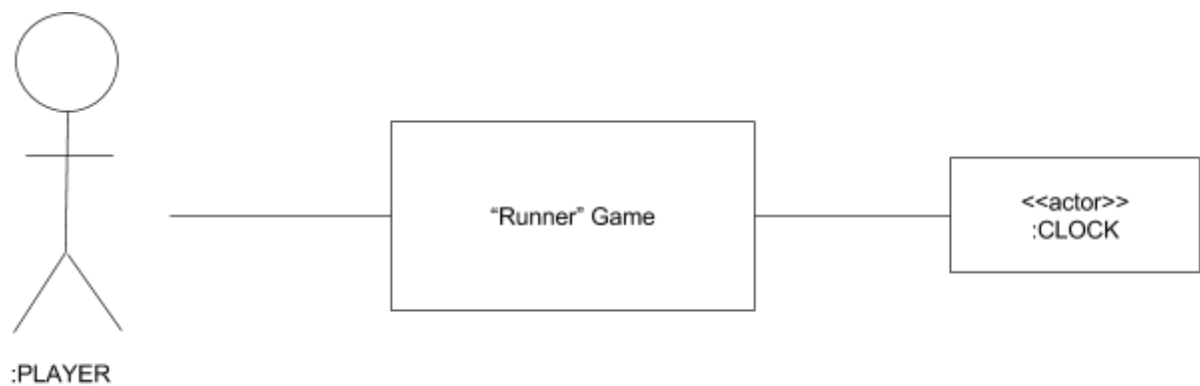 “Runner” Game
<<actor>>
:CLOCK
:PLAYER